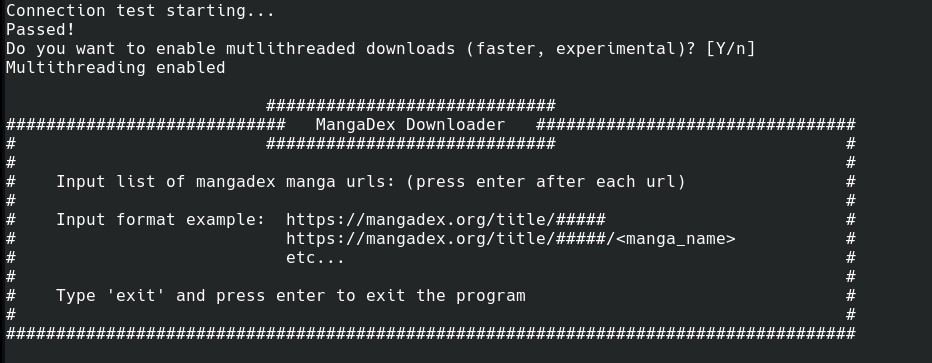 Connection test starting...
Passed!
Do you want to enable mutlithreaded downloads (faster, experimental)? [Y/n]
Multithreading enabled

                          #############################
############################   MangaDex Downloader   ################################
#                         #############################                             #
#                                                                                   #
#    Input list of mangadex manga urls: (press enter after each url)                #
#                                                                                   #
#    Input format example:  https://mangadex.org/title/#####                        #
#                           https://mangadex.org/title/#####/<manga_name>           #
#                           etc...                                                  #
#                                                                                   #
#    Type 'exit' and press enter to exit the program                                #
#                                                                                   #
#####################################################################################